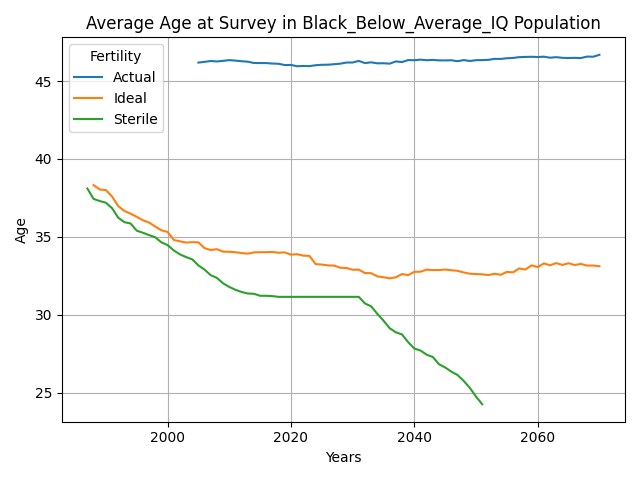 Average Age at Survey in Black_Below_Average_IQ Population
Fertility
Actual
Ideal
Sterile
45
40
35
30
25
Age
2000
2020
2040
2060
Years